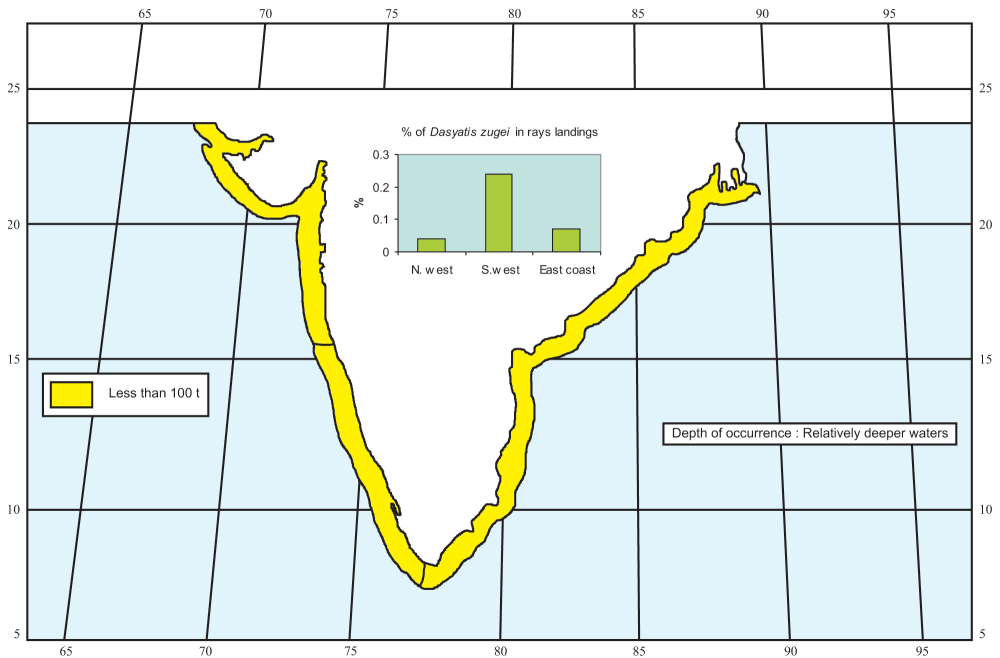 65 70 75 80 85 90 95
25 25
% of Dasyatis zugei in rays landings
0.3
0.2
%
0.1
0
N. west S.west East coast
20 20
15 15
Less than 100 t
Depth of occurrence : Relatively deeper waters
10 10
5 5
65 70 75 80 85 90 95